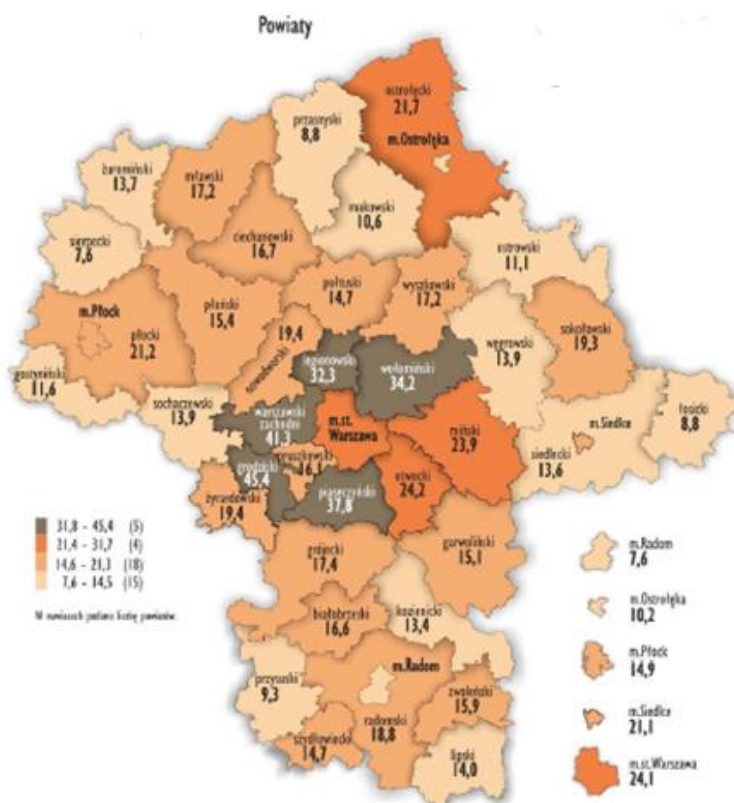 Powiaty
ostrołęcki
21,7
m.Ostrołęka
przasnyski
8,8
żuromiński
13,7
mławski
17,2
makowski
10,6
ciechanowski
16,7
sierpecki
7,6
ostrowski
11,1
pułtuski
14,7
wyszkowski
17,2
płoński
15,4
m.Płock
płocki
21,2
19,4
nowodworski
węgrowski
13,9
sokołowski
19,3
legionowski
32,3
wołomiński
34,2
gostyniński
11,6
sochaczewski
13,9
warszawski
zachodni
41,3
m.st.
Warszawa
miński
23,9
m.Siedlce
siedlecki
13,6
łosicki
8,8
grodziski
45,4
pruszkowski
16,1
otwocki
24,2
piaseczyński
37,8
żyrardowski
19,4
31,8 – 45,4 (5)
21,4 – 31,7 (4)
14,6 – 21,3 (18)
7,6 – 14,5 (15)
W nawiasach podano liczbę powiatów.
grójecki
17,4
garwoliński
15,1
białobrzeski
16,6
kozienicki
13,4
przysuski
9,3
m.Radom
radomski
18,8
zwoleński
15,9
szydłowiecki
14,7
lipski
14,0
m.Radom
7,6
m.Ostrołęka
10,2
m.Płock
14,9
m.Siedlce
21,1
m.st.Warszawa
24,1